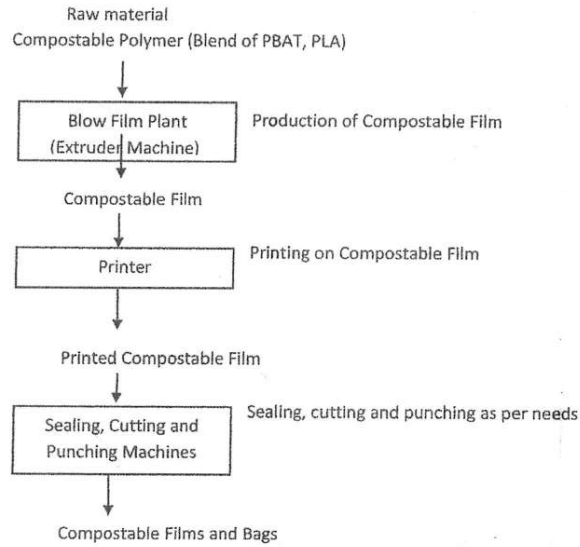 Raw material
Compostable Polymer (Blend of PBAT, PLA)
Blow Film Plant
(Extruder Machine)
Production of Compostable Film
Compostable Film
Printer
Printing on Compostable Film
Printed Compostable Film
Sealing, Cutting and
Punching Machines
Sealing, cutting and punching as per needs
Compostable Films and Bags